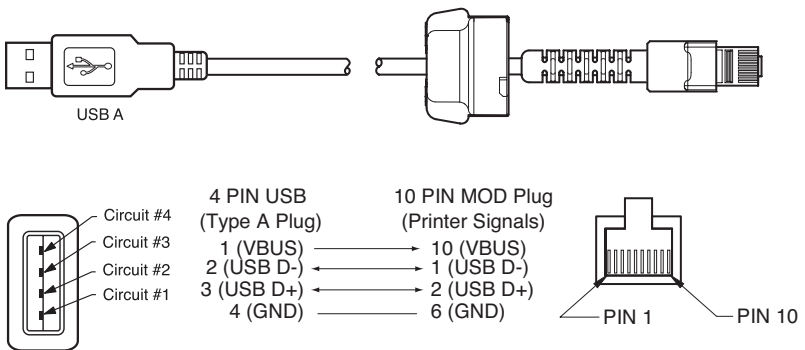 USB A
Circuit #4
Circuit #3
Circuit #2
Circuit #1
4 PIN USB
(Type A Plug)
10 PIN MOD Plug
(Printer Signals)
1 (VBUS) 10 (VBUS)
2 (USB D-) 1 (USB D-)
3 (USB D+) 2 (USB D+)
4 (GND) 6 (GND)
PIN 1
PIN 10